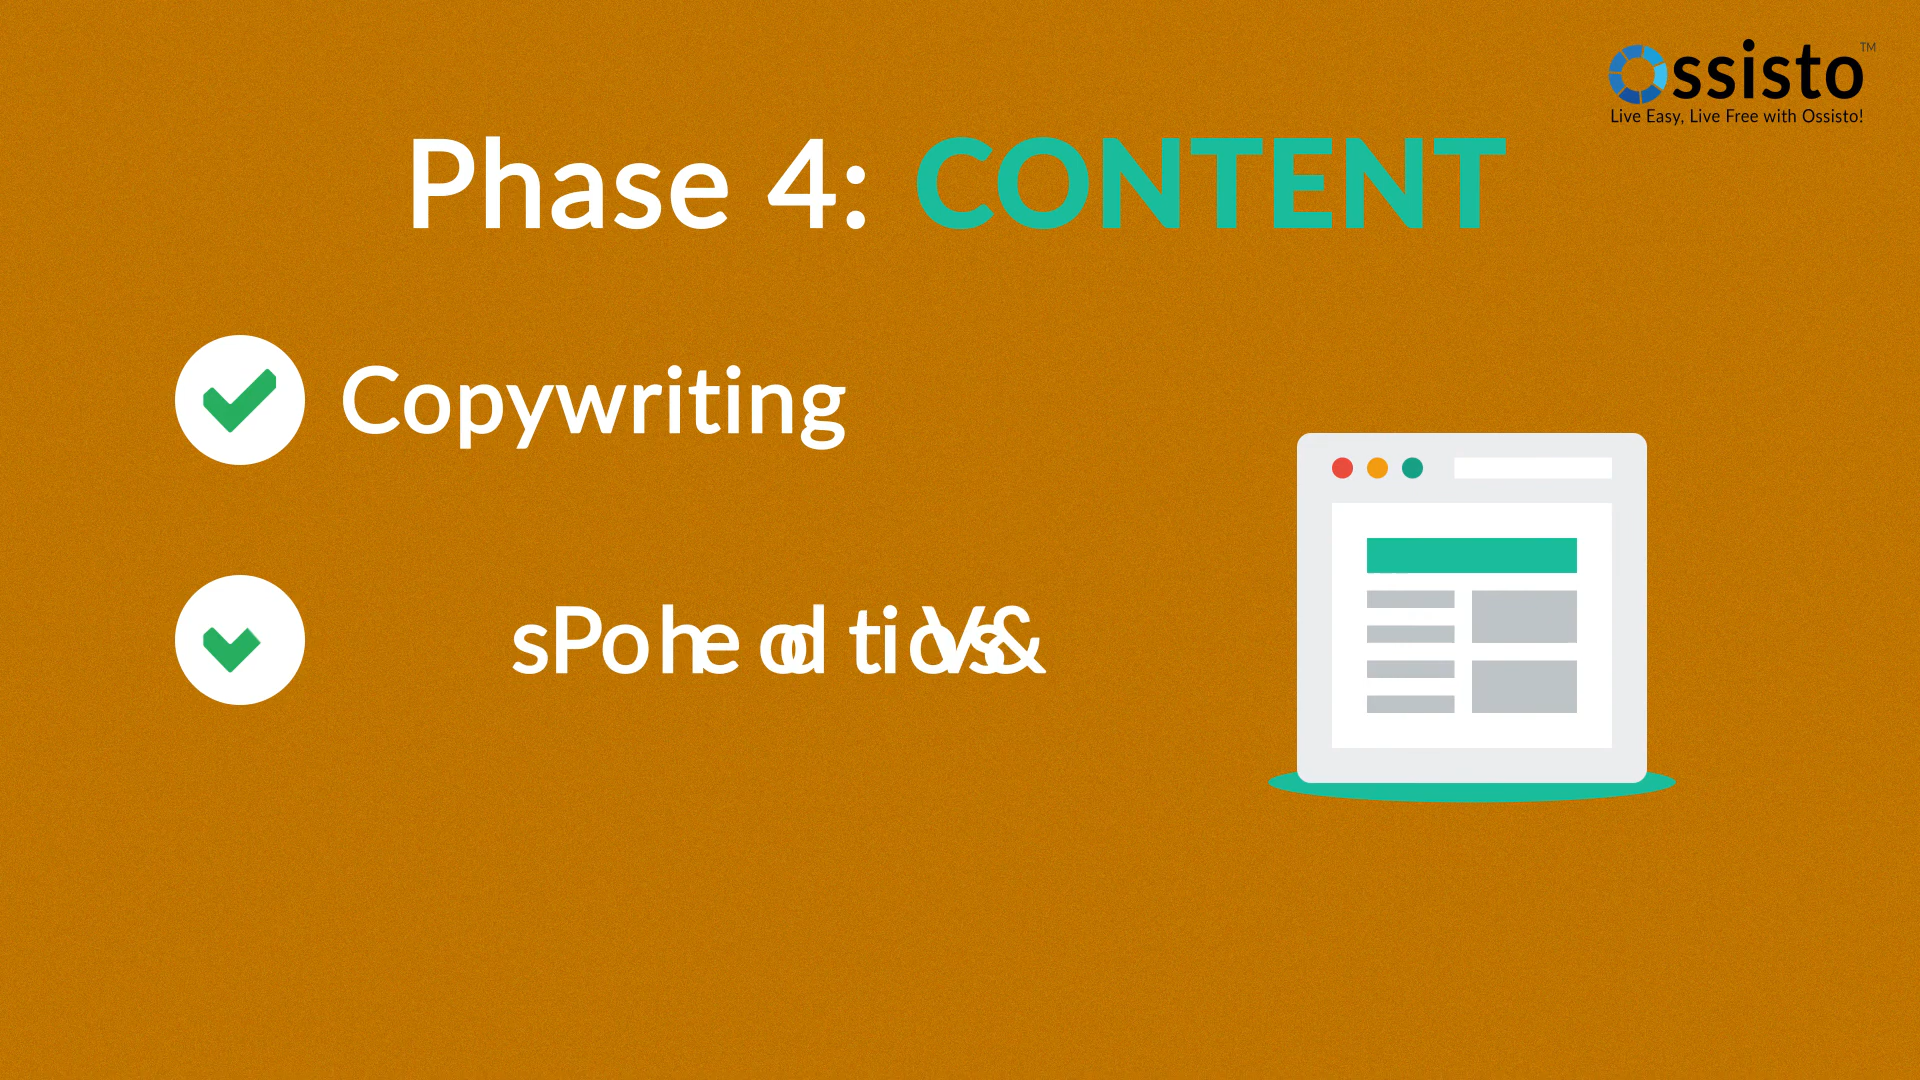 Ossisto™
Live Easy, Live Free with Ossisto!
Phase 4: CONTENT
Copywriting